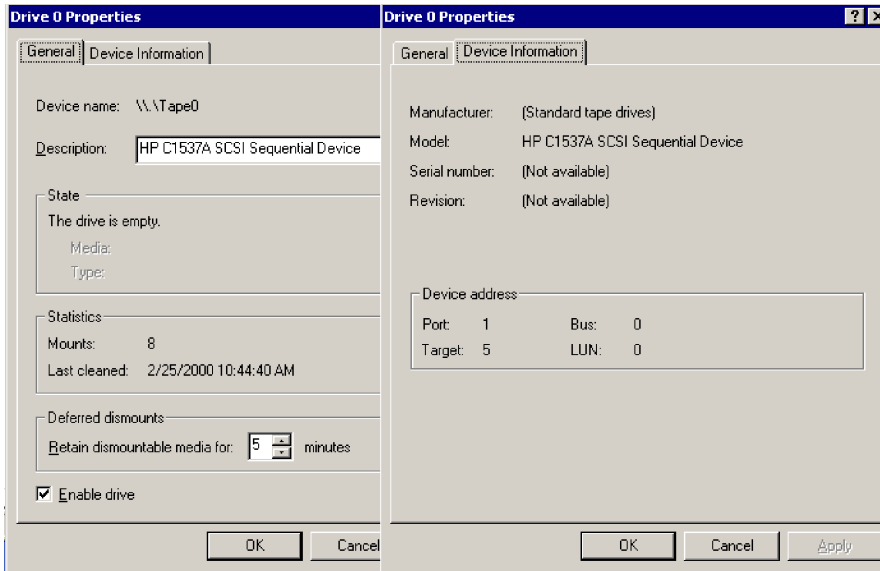 Drive 0 Properties
General
Device Information
Device name: \\.\Tape0
Description: HP C1537A SCSI Sequential Device
State
The drive is empty.
Media:
Type:
Statistics
Mounts: 8
Last cleaned: 2/25/2000 10:44:40 AM
Deferred dismounts
Retain dismountable media for: 5 minutes
Enable drive
OK
Cancel
Drive 0 Properties
General
Device Information
Manufacturer: (Standard tape drives)
Model: HP C1537A SCSI Sequential Device
Serial number: (Not available)
Revision: (Not available)
Device address
Port: 1 Bus: 0
Target: 5 LUN: 0
OK
Cancel
Apply